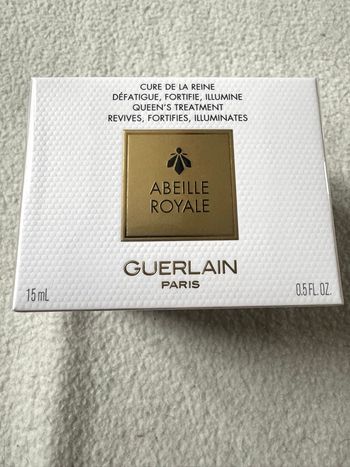 CURE DE LA REINE
DÉFATIGUE, FORTIFIE, ILLUMINE
QUEEN'S TREATMENT
REVIVES, FORTIFIES, ILLUMINATES
ABEILLE
ROYALE
GUERLAIN
PARIS
15 mL
0.5 FL. OZ.